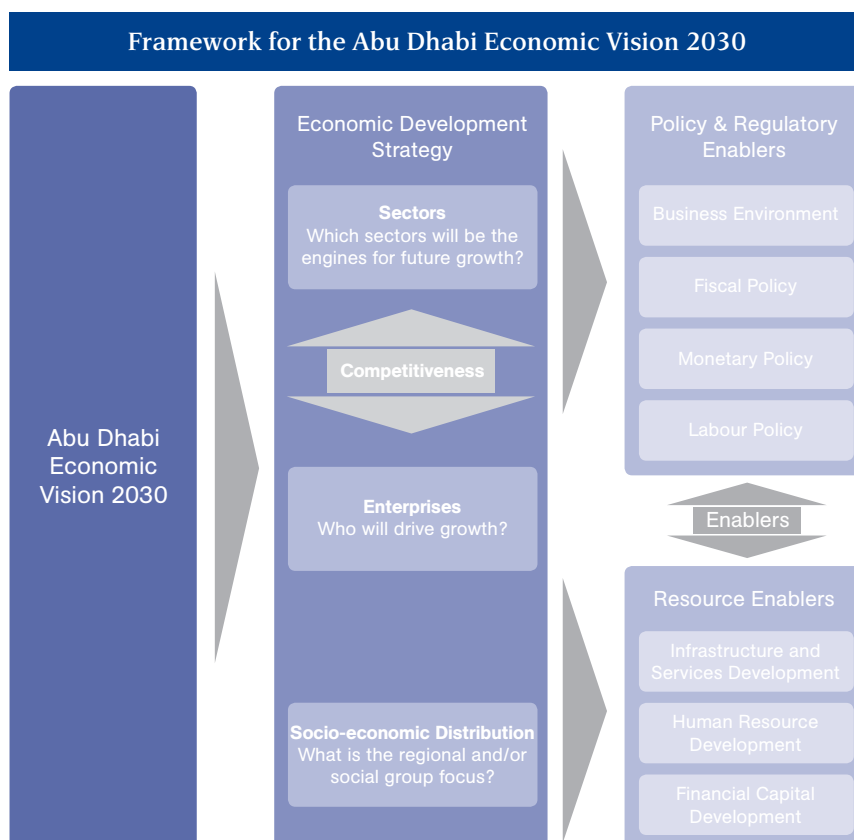 Framework for the Abu Dhabi Economic Vision 2030
Abu Dhabi
Economic
Vision 2030
Economic Development
Strategy
Sectors
Which sectors will be the
engines for future growth?
Competitiveness
Enterprises
Who will drive growth?
Socio-economic Distribution
What is the regional and/or
social group focus?
Policy & Regulatory
Enablers
Business Environment
Fiscal Policy
Monetary Policy
Labour Policy
Enablers
Resource Enablers
Infrastructure and
Services Development
Human Resource
Development
Financial Capital
Development